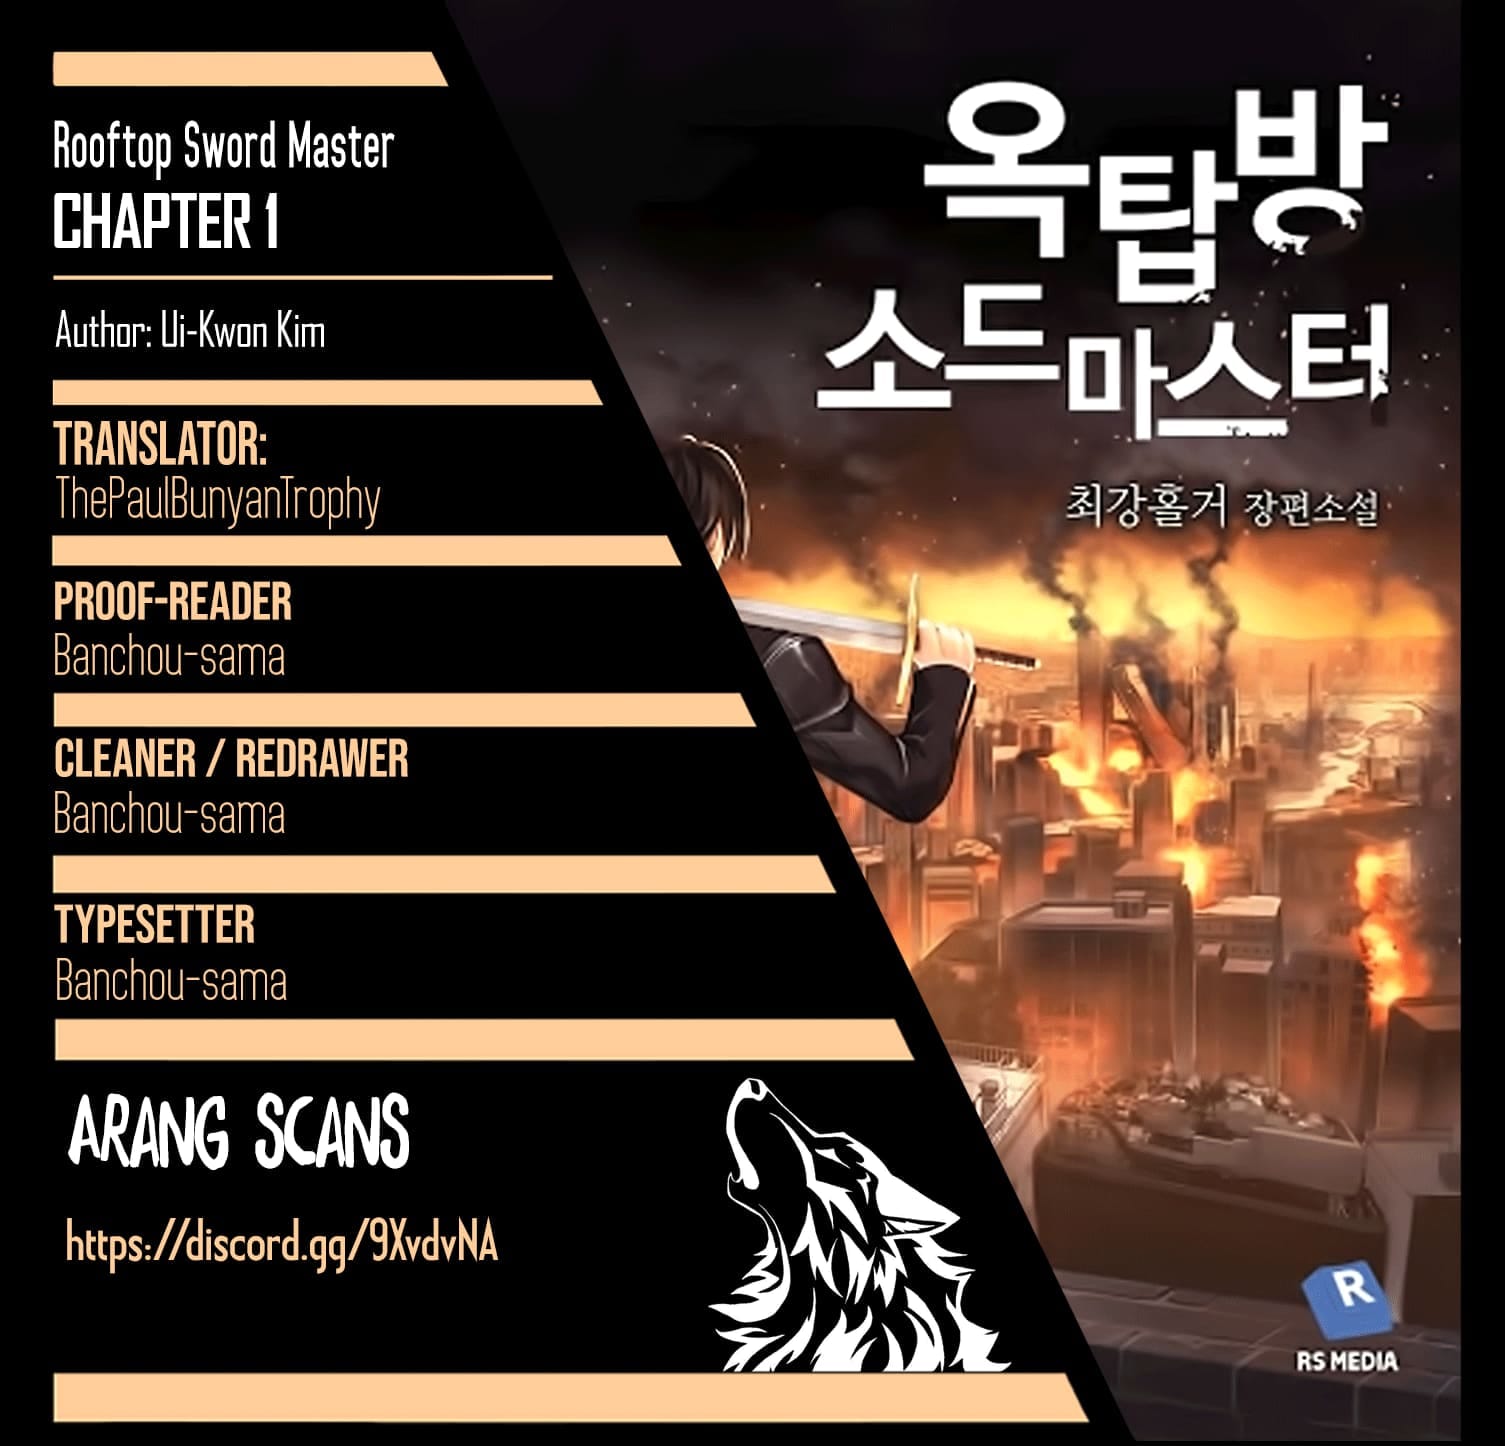 Rooftop Sword Master
CHAPTER 1
Author: Ui-Kwon Kim
TRANSLATOR:
ThePaulBunyanTrophy
PROOF-READER
Banchou-sama
CLEANER / REDRAWER
Banchou-sama
TYPESETTER
Banchou-sama
ARANG SCANS
https://discord.gg/9XvdvNA
옥탑방
소드마스터
최강홀거 장편소설
R
RS MEDIA